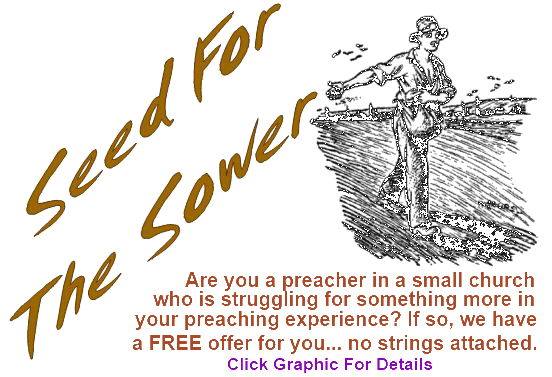 Seed For
The Sower
Are you a preacher in a small church
who is struggling for something more in
your preaching experience? If so, we have
a FREE offer for you... no strings attached.
Click Graphic For Details